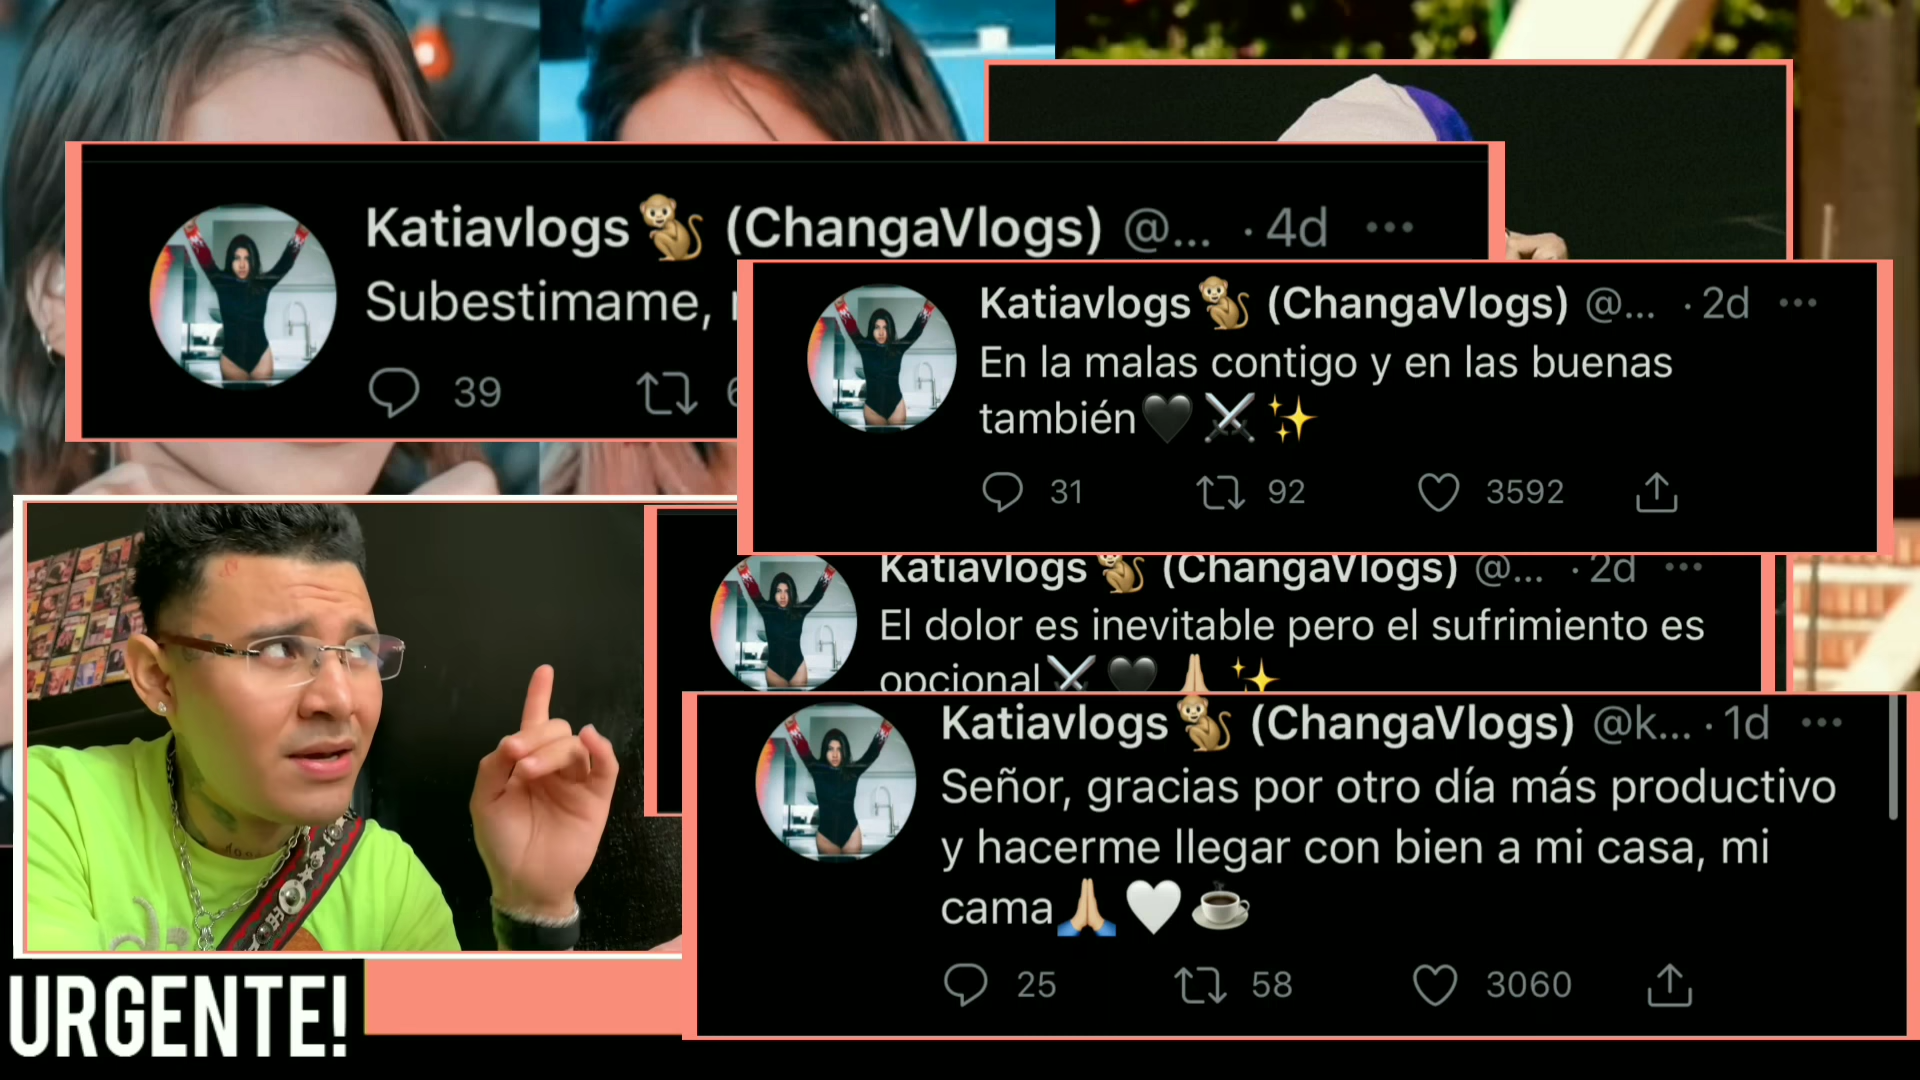 Katiavlogs🐒 (ChangaVlogs) @... · 4d ···
Subestimame,
39
Katiavlogs🐒 (ChangaVlogs) @... · 2d ···
En la malas contigo y en las buenas
también🖤⚔️✨
31 92 3592
Katiavlogs🐒 (ChangaVlogs) @... · 2d ···
El dolor es inevitable pero el sufrimiento es
opcional⚔️🖤🙏🏼✨
Katiavlogs🐒 (ChangaVlogs) @k... · 1d ···
Señor, gracias por otro día más productivo
y hacerme llegar con bien a mi casa, mi
cama🙏🏼🤍☕
25 58 3060
URGENTE!